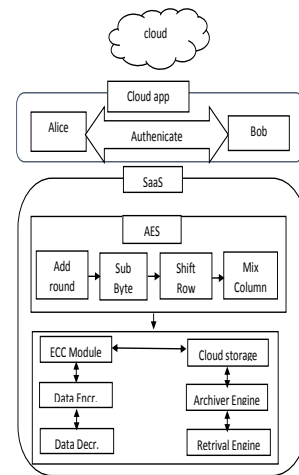 cloud
Cloud app
Alice
Bob
Authenicate
SaaS
AES
Add
round
Sub
Byte
Shift
Row
Mix
Column
ECC Module
Cloud storage
Data Encr.
Archiver Engine
Data Decr.
Retrival Engine